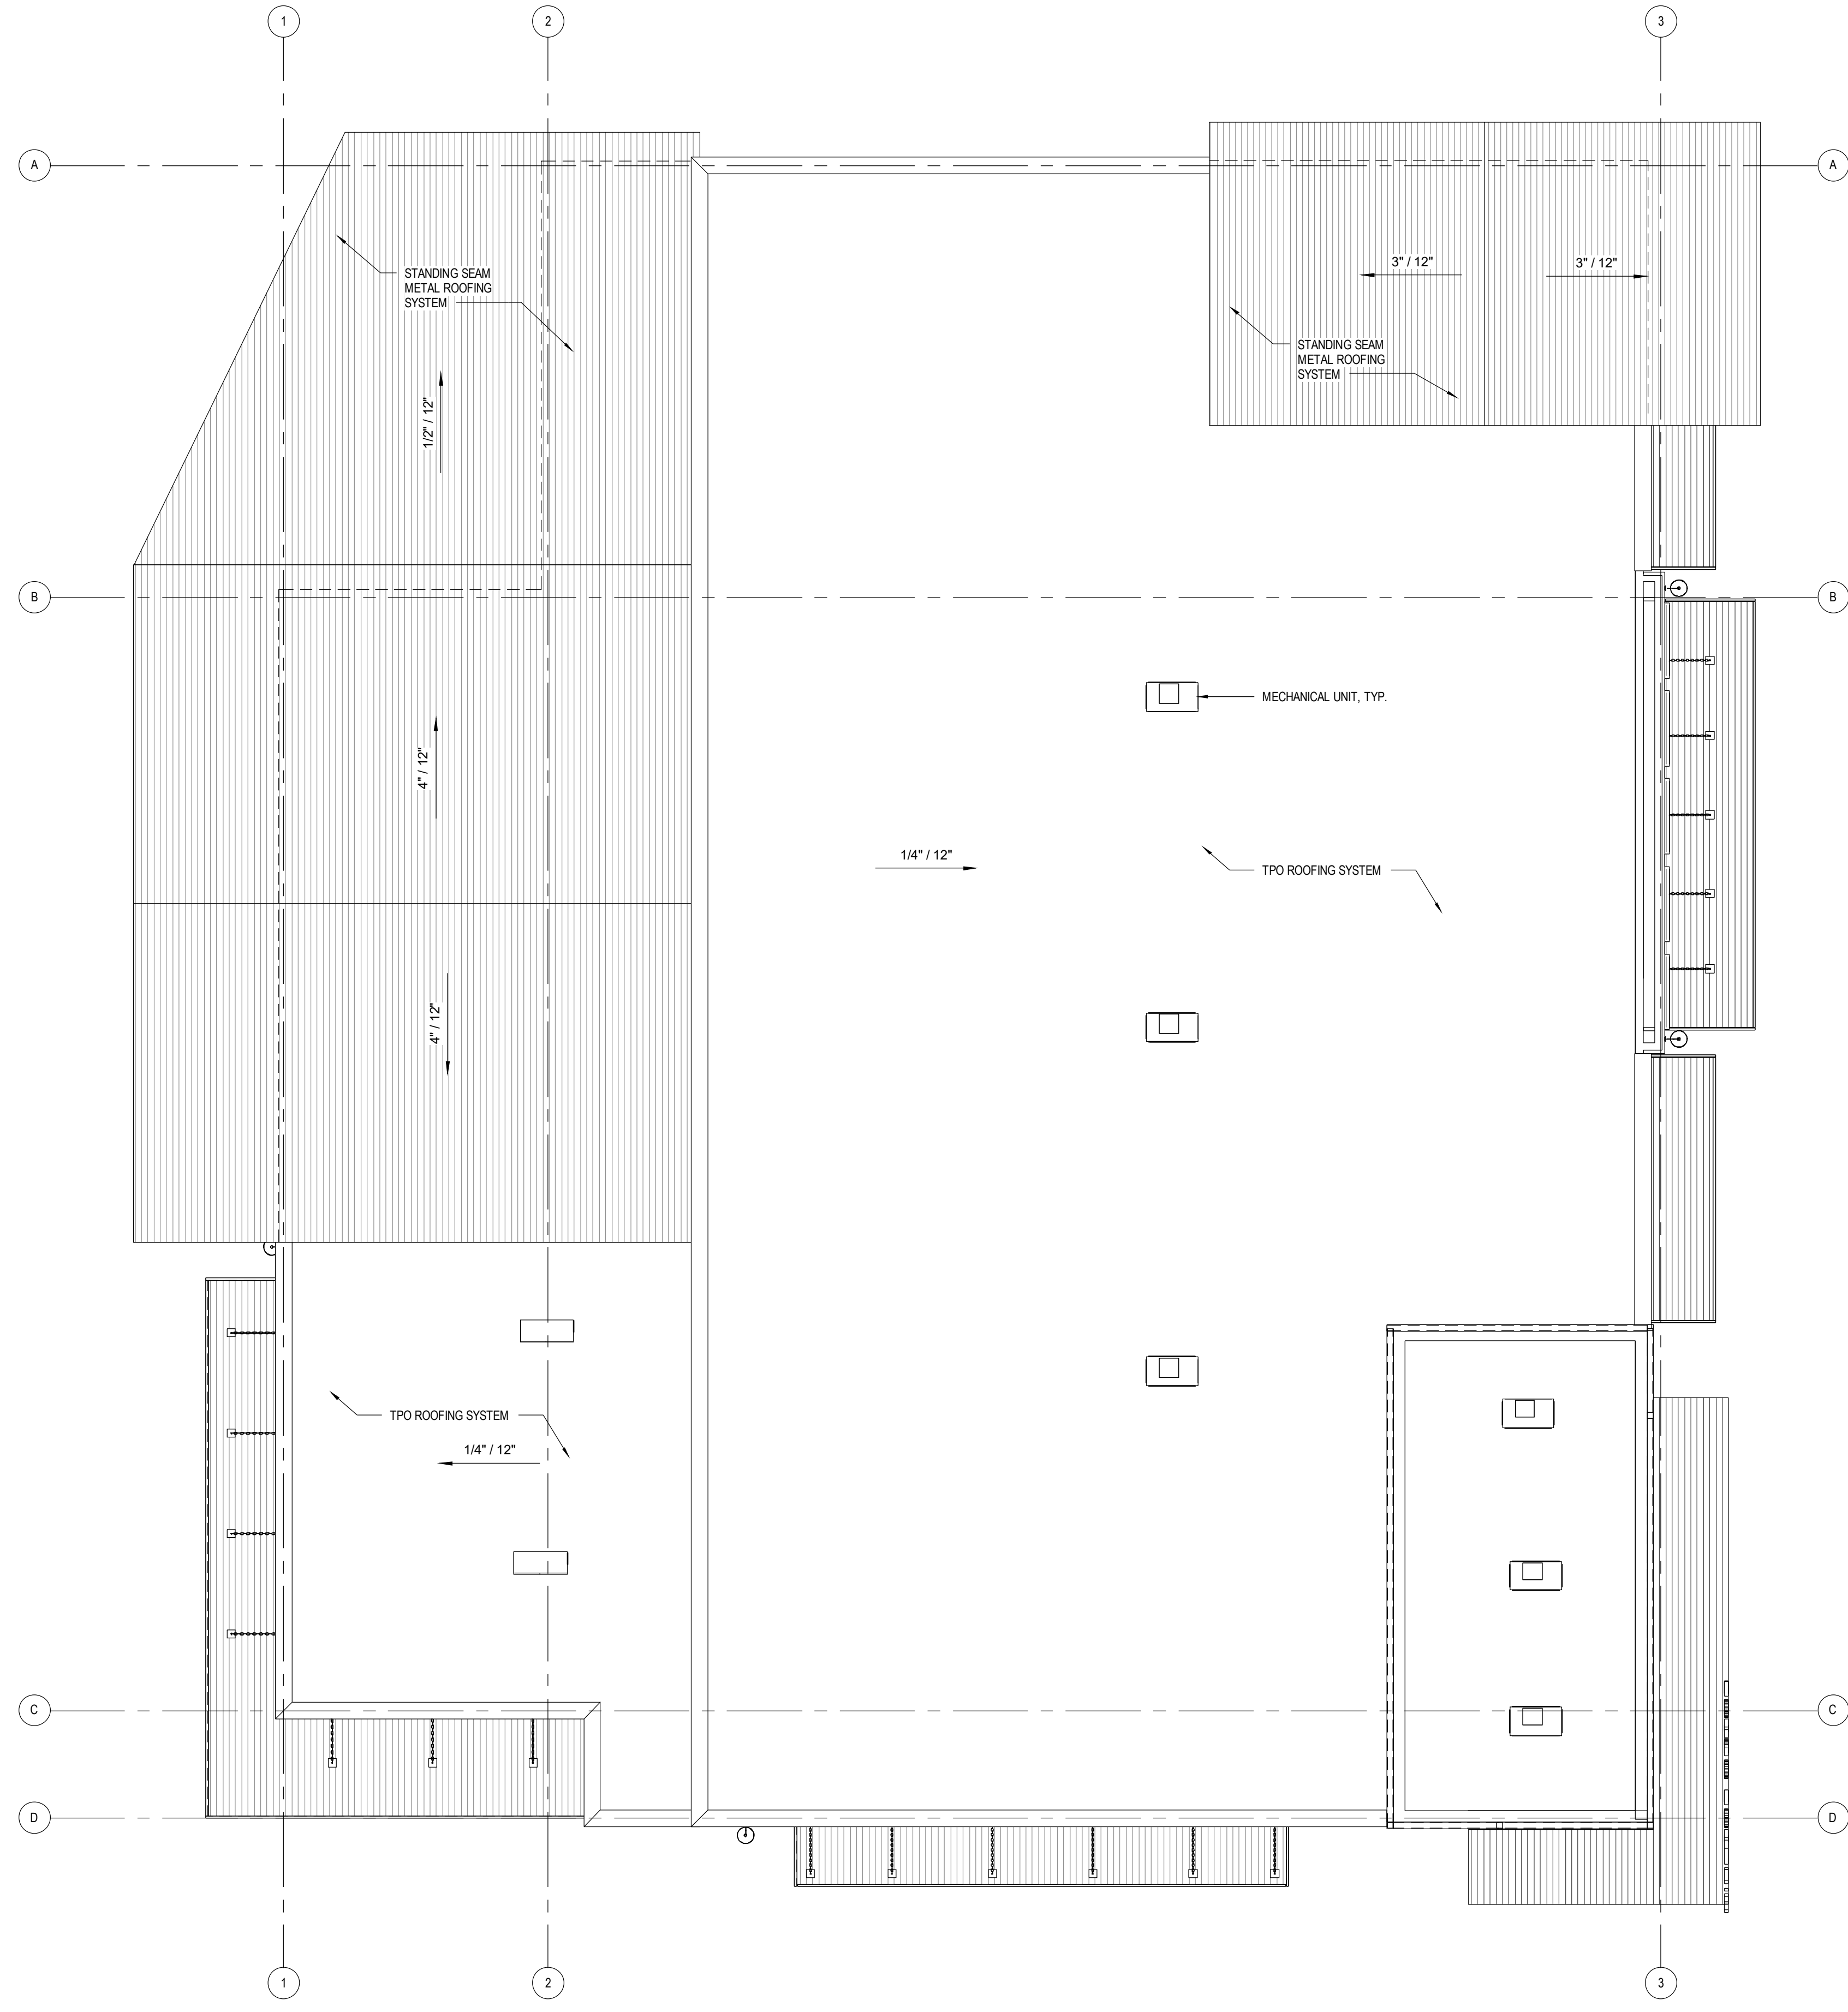 1
2
3
A
A
STANDING SEAM
METAL ROOFING
SYSTEM
3" / 12"
3" / 12"
STANDING SEAM
METAL ROOFING
SYSTEM
1/2" / 12"
B
B
MECHANICAL UNIT, TYP.
4" / 12"
1/4" / 12"
TPO ROOFING SYSTEM
4" / 12"
TPO ROOFING SYSTEM
1/4" / 12"
C
C
D
D
1
2
3